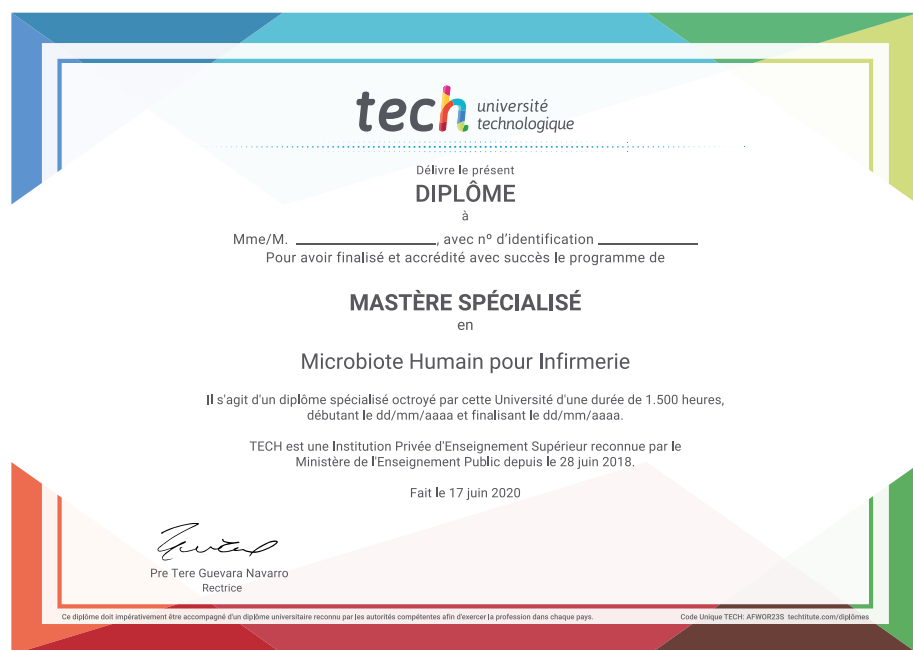 tech université
technologique
Délivre le présent
DIPLÔME
à
Mme/M. ____________________, avec nº d'identification ______________
Pour avoir finalisé et accrédité avec succès le programme de
MASTÈRE SPÉCIALISÉ
en
Microbiote Humain pour Infirmerie
Il s'agit d'un diplôme spécialisé octroyé par cette Université d'une durée de 1.500 heures,
débutant le dd/mm/aaaa et finalisant le dd/mm/aaaa.
TECH est une Institution Privée d'Enseignement Supérieur reconnue par le
Ministère de l'Enseignement Public depuis le 28 juin 2018.
Fait le 17 juin 2020
Pre Tere Guevara Navarro
Rectrice
Ce diplôme doit impérativement être accompagné d'un diplôme universitaire reconnu par les autorités compétentes afin d'exercer la profession dans chaque pays. Code Unique TECH: AFWOR23S techtitute.com/diplômes